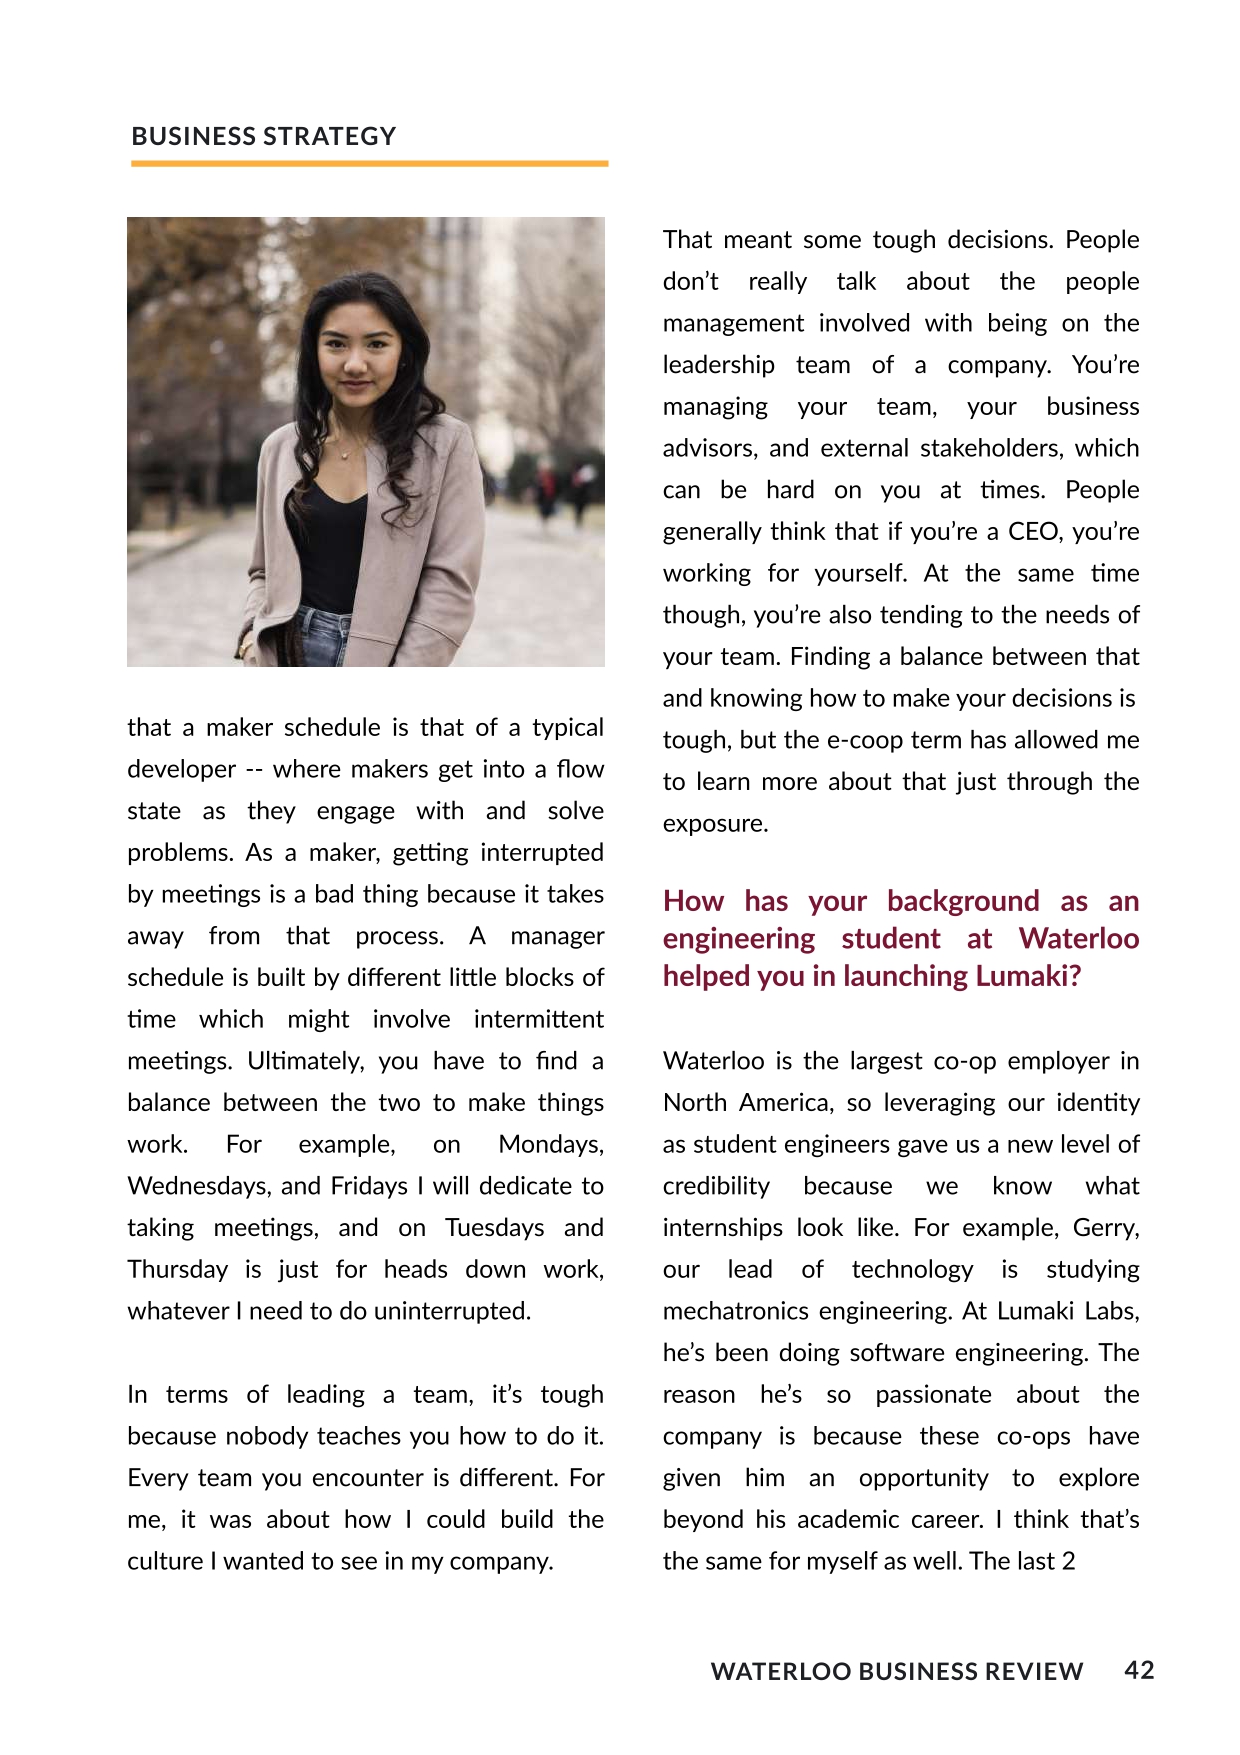 BUSINESS STRATEGY
that a maker schedule is that of a typical
developer -- where makers get into a flow
state as they engage with and solve
problems. As a maker, getting interrupted
by meetings is a bad thing because it takes
away from that process. A manager
schedule is built by different little blocks of
time which might involve intermittent
meetings. Ultimately, you have to find a
balance between the two to make things
work. For example, on Mondays,
Wednesdays, and Fridays I will dedicate to
taking meetings, and on Tuesdays and
Thursday is just for heads down work,
whatever I need to do uninterrupted.
In terms of leading a team, it’s tough
because nobody teaches you how to do it.
Every team you encounter is different. For
me, it was about how I could build the
culture I wanted to see in my company.
That meant some tough decisions. People
don’t really talk about the people
management involved with being on the
leadership team of a company. You’re
managing your team, your business
advisors, and external stakeholders, which
can be hard on you at times. People
generally think that if you’re a CEO, you’re
working for yourself. At the same time
though, you’re also tending to the needs of
your team. Finding a balance between that
and knowing how to make your decisions is
tough, but the e-coop term has allowed me
to learn more about that just through the
exposure.
How has your background as an
engineering student at Waterloo
helped you in launching Lumaki?
Waterloo is the largest co-op employer in
North America, so leveraging our identity
as student engineers gave us a new level of
credibility because we know what
internships look like. For example, Gerry,
our lead of technology is studying
mechatronics engineering. At Lumaki Labs,
he’s been doing software engineering. The
reason he’s so passionate about the
company is because these co-ops have
given him an opportunity to explore
beyond his academic career. I think that’s
the same for myself as well. The last 2
WATERLOO BUSINESS REVIEW 42